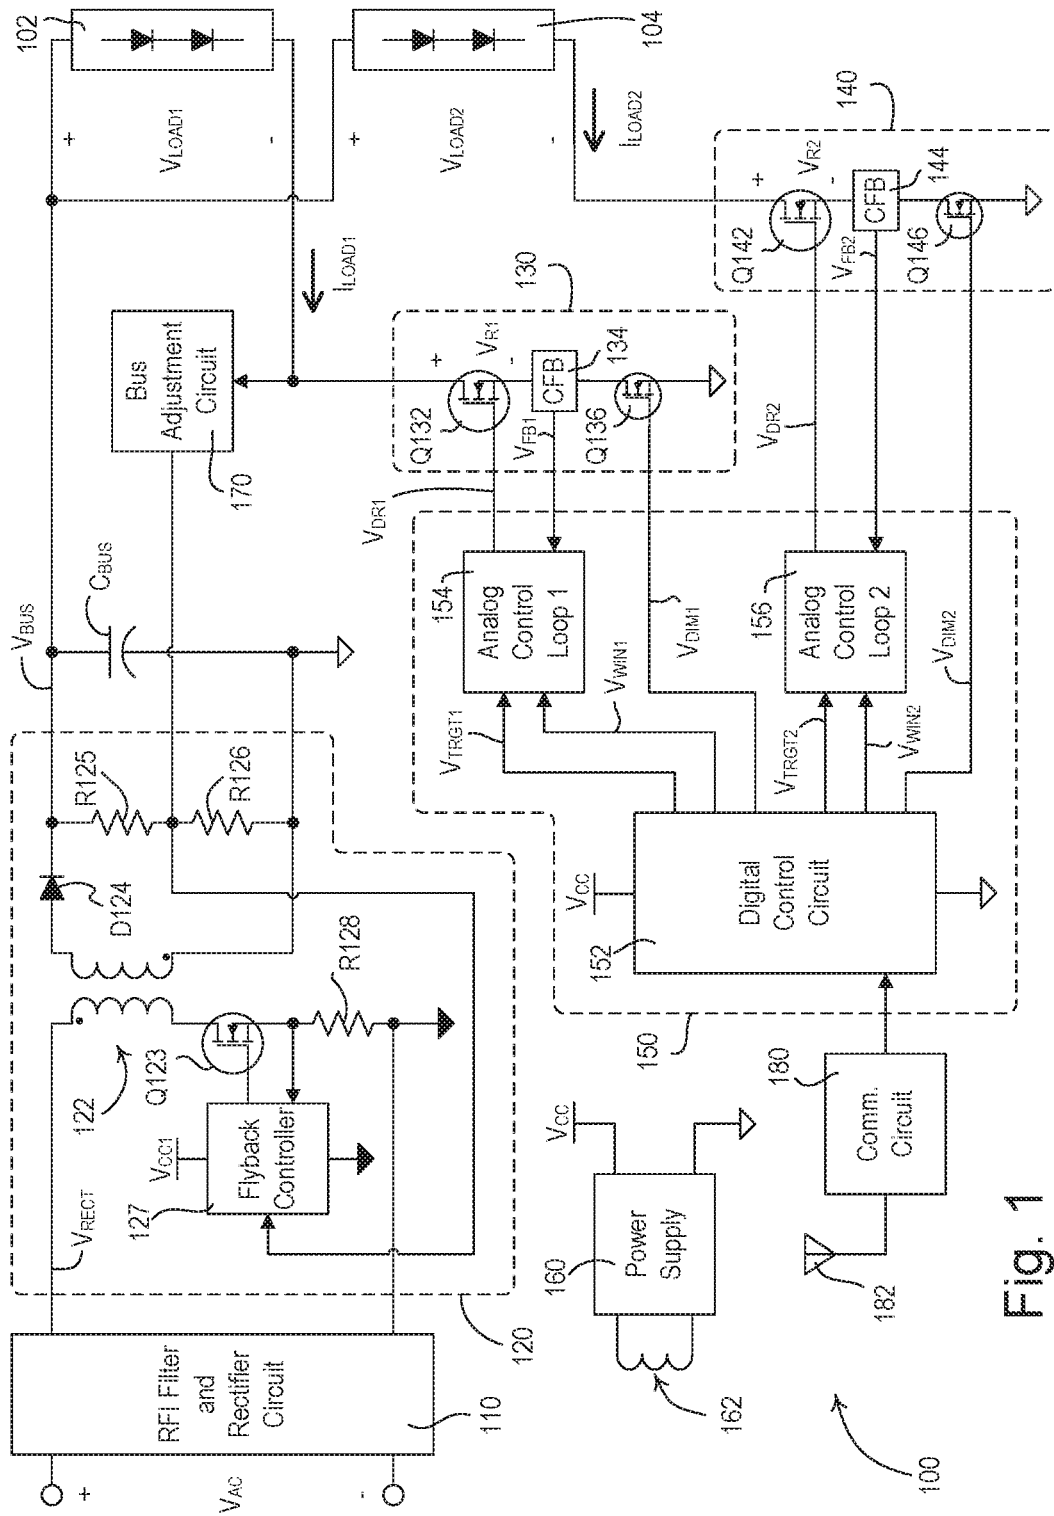 102
104
+
VLOAD1
-
+
VLOAD2
-
ILOAD1
ILOAD2
140
+
VR2
-
Q142
CFB
144
VFB2
Q146
130
+
VR1
-
Q132
CFB
134
VFB1
Q136
Bus
Adjustment
Circuit
170
VBUS
CBUS
VDR1
VDR2
154
Analog
Control
Loop 1
156
Analog
Control
Loop 2
VDIM1
VDIM2
VTRGT1
VWIN1
VTRGT2
VWIN2
R125
R126
D124
122
Q123
R128
VCC1
Flyback
Controller
127
VRECT
120
VCC
Digital
Control
Circuit
152
150
VCC
Power
Supply
160
162
180
Comm.
Circuit
182
RFI Filter
and
Rectifier
Circuit
110
+
VAC
-
100
Fig. 1